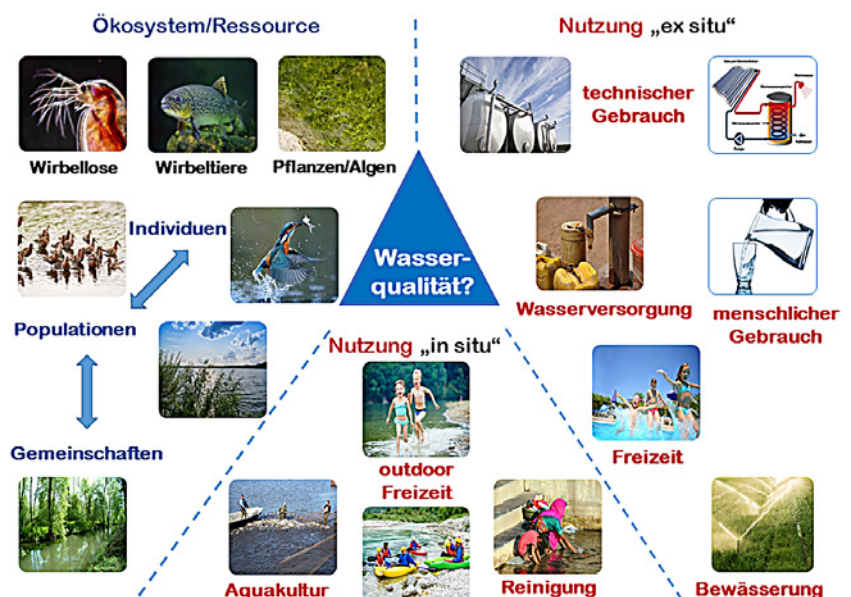 Ökosystem/Ressource
Nutzung „ex situ“
technischer
Gebrauch
Wirbellose
Wirbeltiere
Pflanzen/Algen
Individuen
Wasser-
qualität?
Wasserversorgung
menschlicher
Gebrauch
Populationen
Nutzung „in situ“
Gemeinschaften
outdoor
Freizeit
Freizeit
Aquakultur
Reinigung
Bewässerung